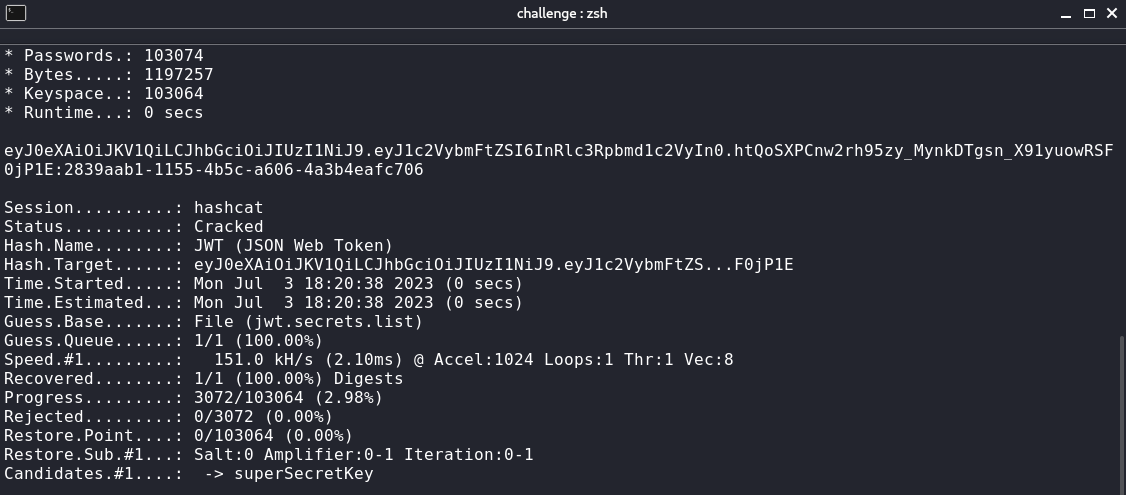 challenge : zsh
* Passwords.: 103074
* Bytes.....: 1197257
* Keyspace..: 103064
* Runtime...: 0 secs
eyJ0eXAiOiJKV1QiLCJhbGciOiJIUzI1NiJ9.eyJ1c2VybmFtZSI6InRlc3Rpbmd1c2VyIn0.htQoSXPCnw2rh95zy_MynkDTgsn_X91yuowRSF
0jP1E:2839aab1-1155-4b5c-a606-4a3b4eafc706
Session..........: hashcat
Status...........: Cracked
Hash.Name........: JWT (JSON Web Token)
Hash.Target......: eyJ0eXAiOiJKV1QiLCJhbGciOiJIUzI1NiJ9.eyJ1c2VybmFtZS...F0jP1E
Time.Started.....: Mon Jul  3 18:20:38 2023 (0 secs)
Time.Estimated...: Mon Jul  3 18:20:38 2023 (0 secs)
Guess.Base.......: File (jwt.secrets.list)
Guess.Queue......: 1/1 (100.00%)
Speed.#1.........:   151.0 kH/s (2.10ms) @ Accel:1024 Loops:1 Thr:1 Vec:8
Recovered........: 1/1 (100.00%) Digests
Progress.........: 3072/103064 (2.98%)
Rejected.........: 0/3072 (0.00%)
Restore.Point....: 0/103064 (0.00%)
Restore.Sub.#1...: Salt:0 Amplifier:0-1 Iteration:0-1
Candidates.#1....:  -> superSecretKey